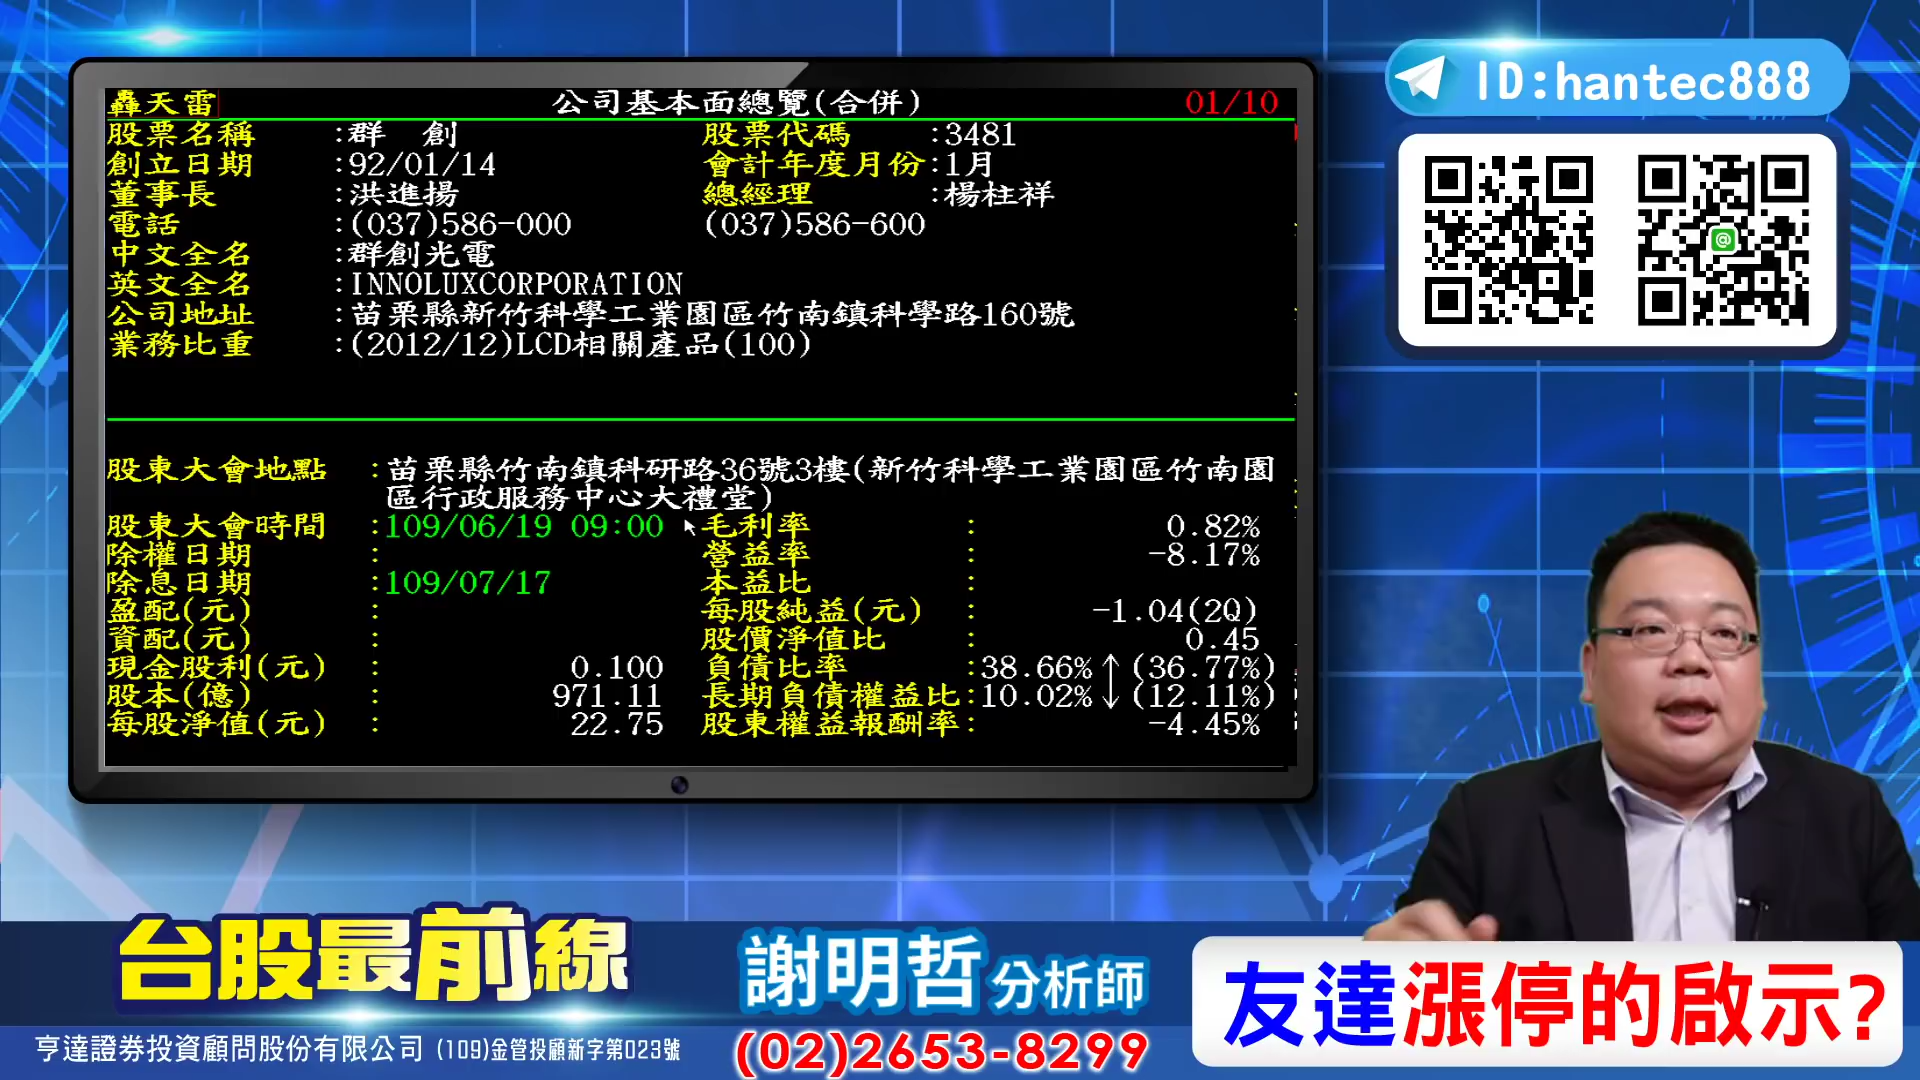 轟天雷 公司基本面總覽(合併) 01/10
股票名稱 :群 創 股票代碼 :3481
創立日期 :92/01/14 會計年度月份:1月
董事長 :洪進揚 總經理 :楊柱祥
電話 :(037)586-000 (037)586-600
中文全名 :群創光電
英文全名 :INNOLUXCORPORATION
公司地址 :苗栗縣新竹科學工業園區竹南鎮科學路160號
業務比重 :(2012/12)LCD相關產品(100)
股東大會地點 :苗栗縣竹南鎮科研路36號3樓(新竹科學工業園區竹南園
區行政服務中心大禮堂)
股東大會時間 :109/06/19 09:00 毛利率 : 0.82%
除權日期 : 營益率 : -8.17%
除息日期 :109/07/17 本益比 :
盈配(元) : 每股純益(元) : -1.04(2Q)
資配(元) : 股價淨值比 : 0.45
現金股利(元) : 0.100 負債比率 :38.66%↑(36.77%)
股本(億) : 971.11 長期負債權益比:10.02%↓(12.11%)
每股淨值(元) : 22.75 股東權益報酬率: -4.45%
ID:hantec888
台股最前線
亨達證券投資顧問股份有限公司 (109)金管投顧新字第023號
謝明哲 分析師
(02)2653-8299
友達漲停的啟示?